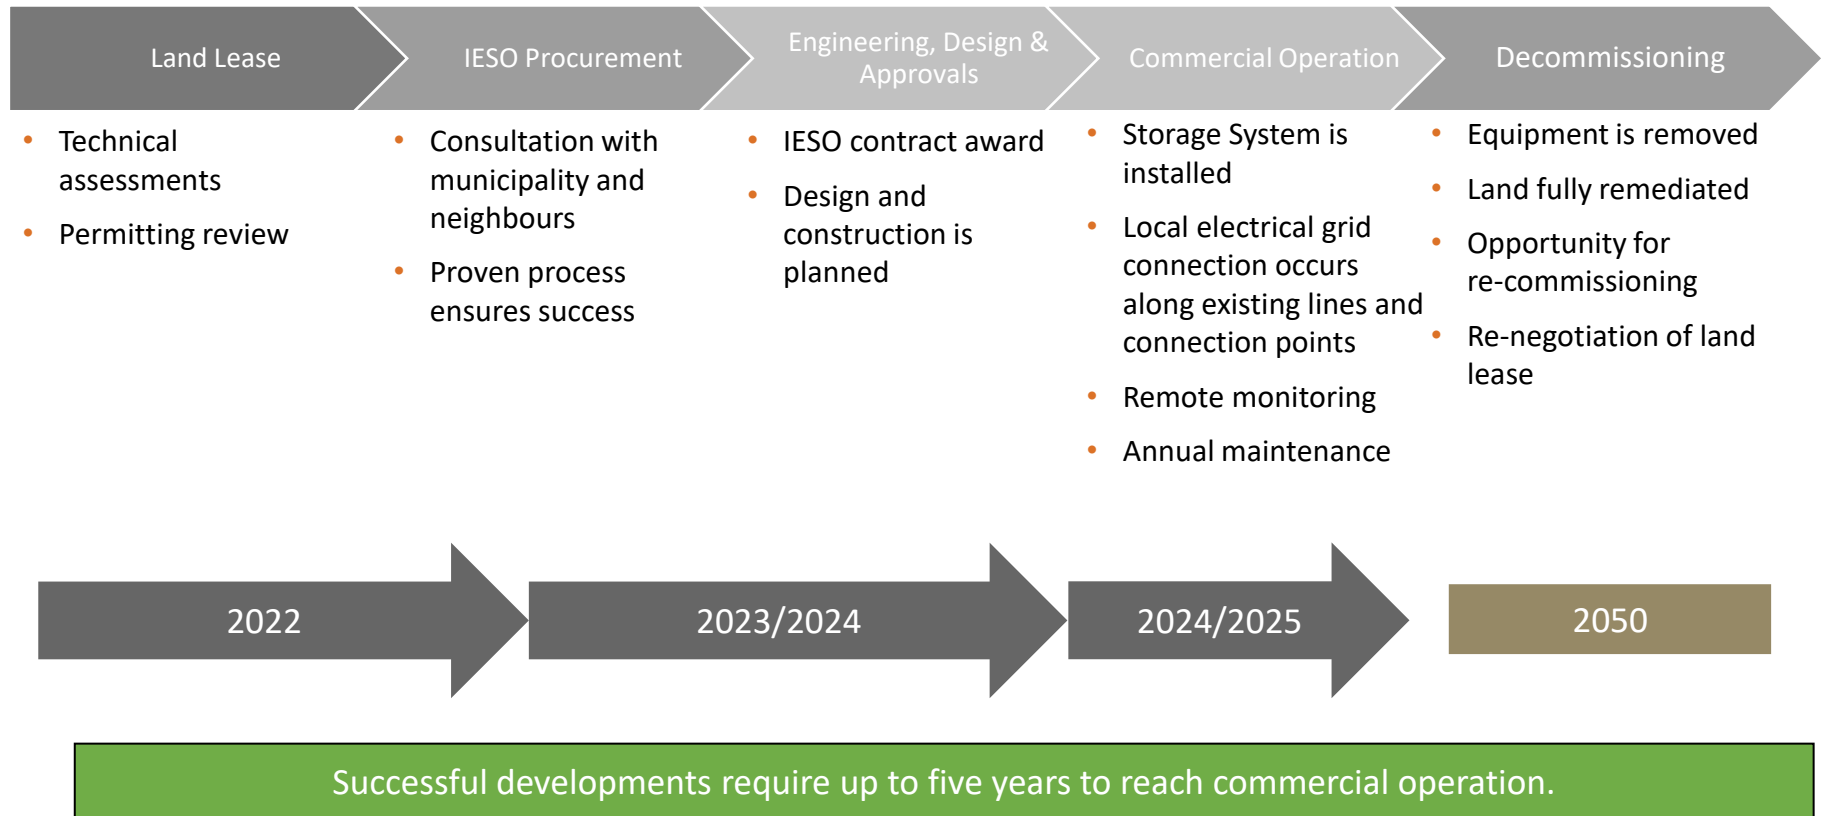 Land Lease
IESO Procurement
Engineering, Design &
Approvals
Commercial Operation
Decommissioning
• Technical
assessments
• Permitting review
• Consultation with
municipality and
neighbours
• Proven process
ensures success
• IESO contract award
• Design and
construction is
planned
• Storage System is
installed
• Local electrical grid
connection occurs
along existing lines and
connection points
• Remote monitoring
• Annual maintenance
• Equipment is removed
• Land fully remediated
• Opportunity for
re-commissioning
• Re-negotiation of land
lease
2022
2023/2024
2024/2025
2050
Successful developments require up to five years to reach commercial operation.